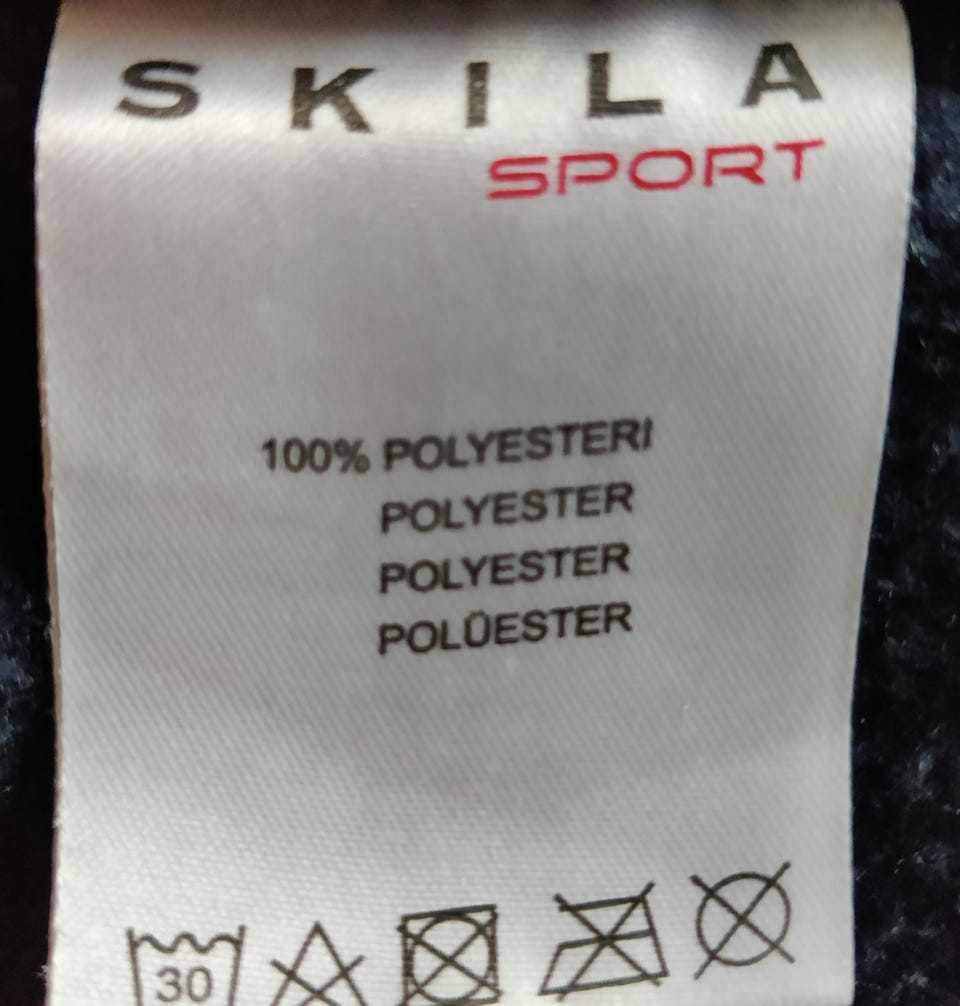 SKILA
SPORT
100% POLYESTERI
POLYESTER
POLYESTER
POLÜESTER
30